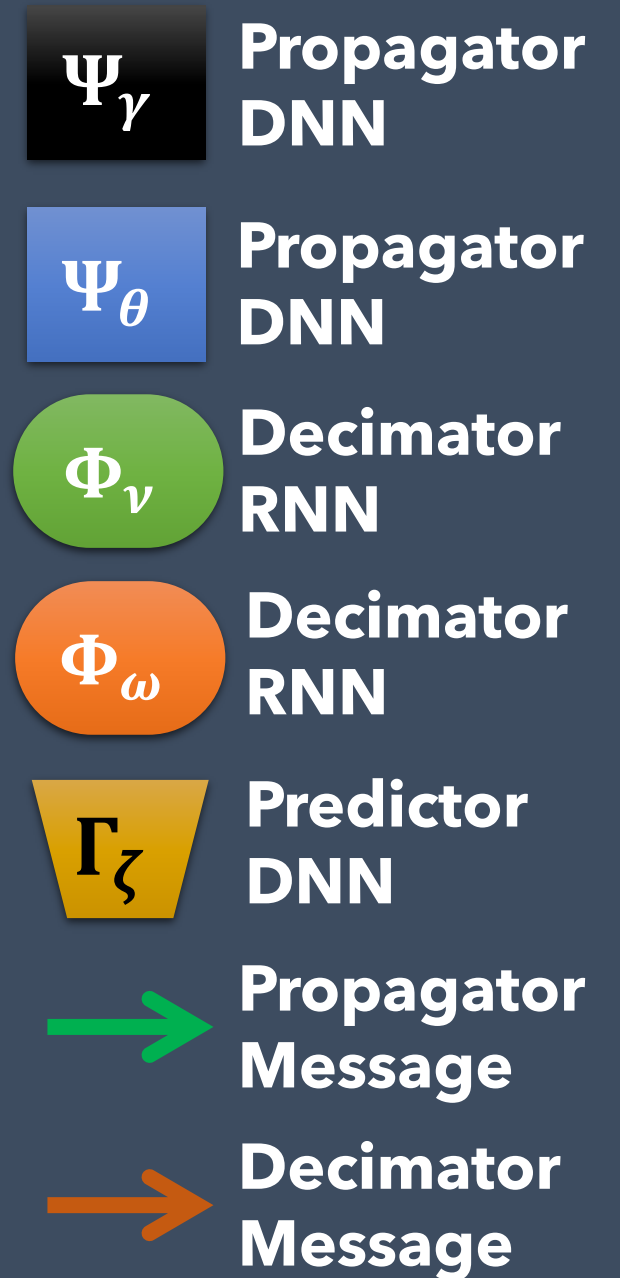 Ψγ Propagator
DNN
Ψθ Propagator
DNN
Φν Decimator
RNN
Φω Decimator
RNN
Γζ Predictor
DNN
Propagator
Message
Decimator
Message